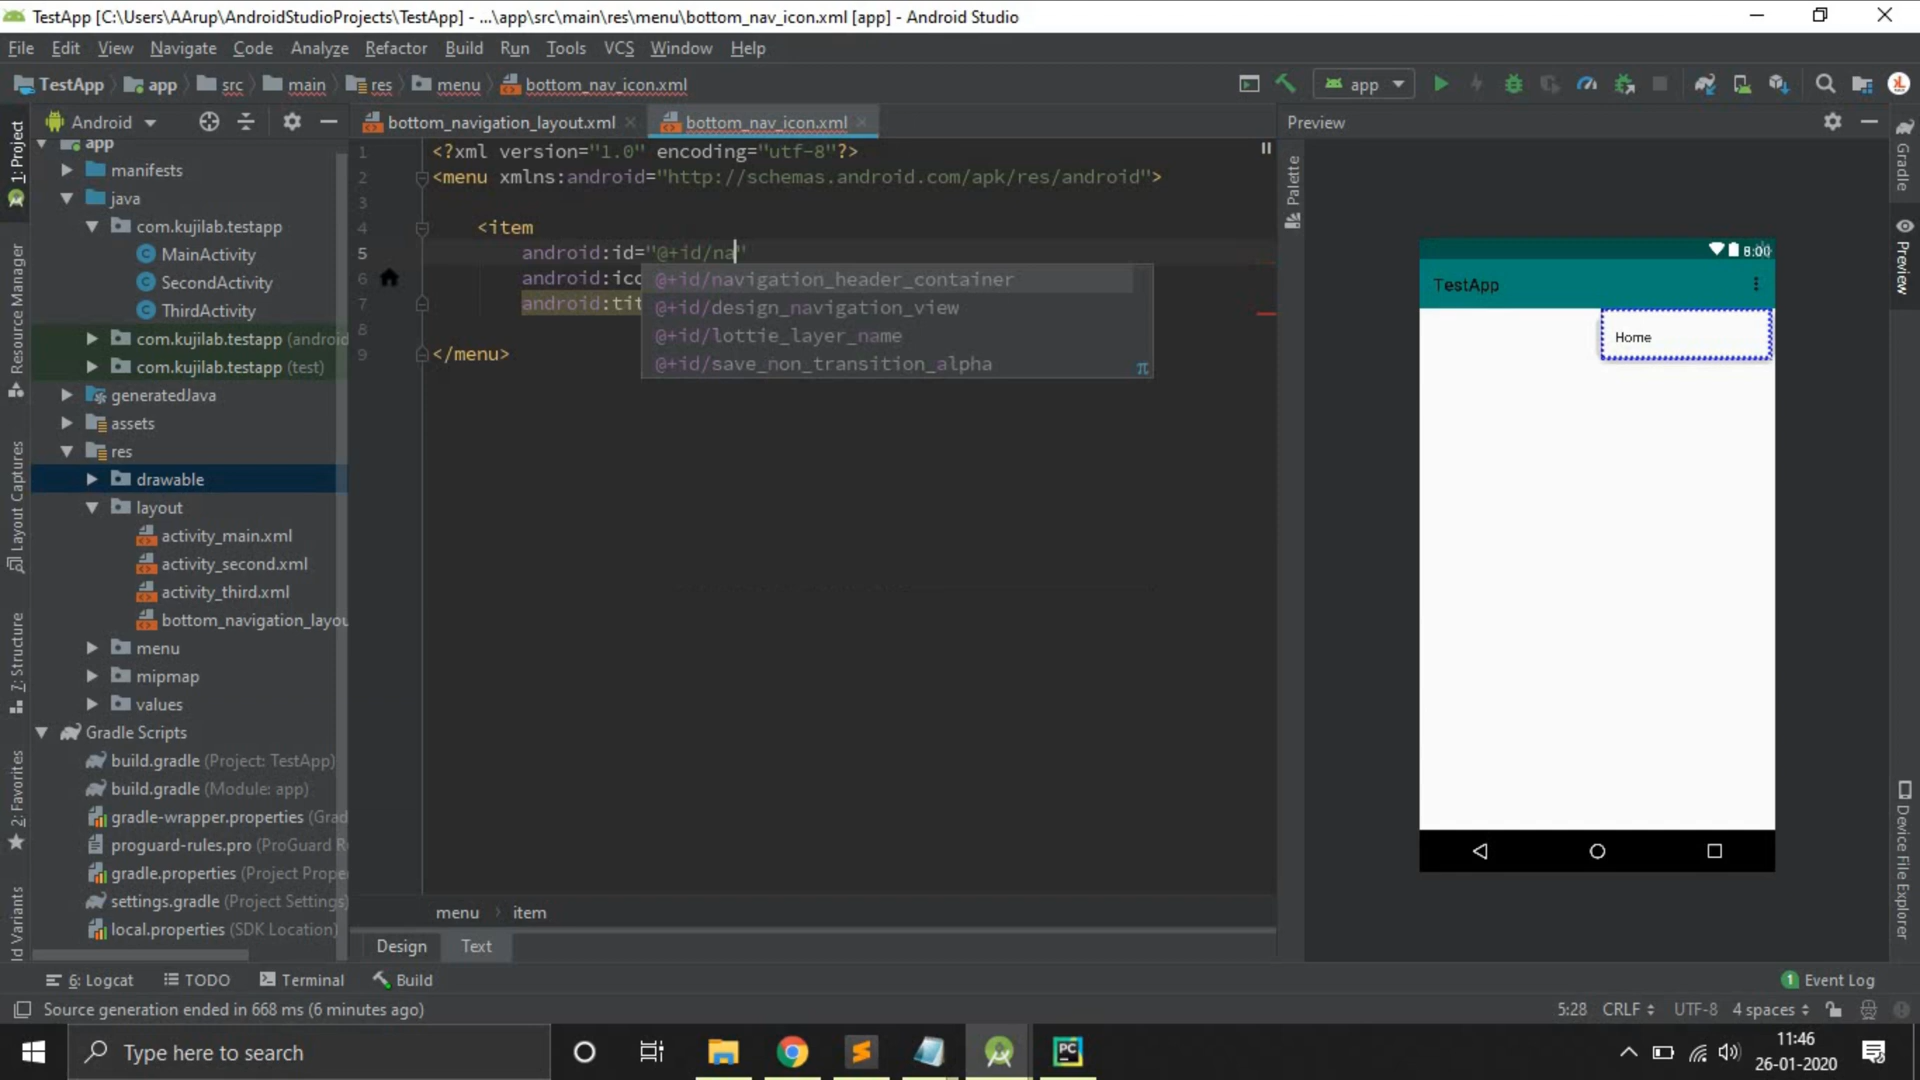 TestApp [C:\Users\AArup\AndroidStudioProjects\TestApp] - ...\app\src\main\res\menu\bottom_nav_icon.xml [app] - Android Studio
File Edit View Navigate Code Analyze Refactor Build Run Tools VCS Window Help
TestApp app src main res menu bottom_nav_icon.xml app
1: Project
Resource Manager
Layout Captures
7: Structure
2: Favorites
ld Variants
Android
app
manifests
java
com.kujilab.testapp
MainActivity
SecondActivity
ThirdActivity
com.kujilab.testapp (android
com.kujilab.testapp (test)
generatedJava
assets
res
drawable
layout
activity_main.xml
activity_second.xml
activity_third.xml
bottom_navigation_layou
menu
mipmap
values
Gradle Scripts
build.gradle (Project: TestApp)
build.gradle (Module: app)
gradle-wrapper.properties (Grad
proguard-rules.pro (ProGuard R
gradle.properties (Project Prope
settings.gradle (Project Settings)
local.properties (SDK Location)
bottom_navigation_layout.xml bottom_nav_icon.xml
1 <?xml version="1.0" encoding="utf-8"?>
2 <menu xmlns:android="http://schemas.android.com/apk/res/android">
3
4 <item
5 android:id="@+id/na"
6 android:ico
7 android:tit
8
9 </menu>
@+id/navigation_header_container
@+id/design_navigation_view
@+id/lottie_layer_name
@+id/save_non_transition_alpha
π
menu item
Design Text
Preview
Palette
8:00
TestApp
Home
Gradle
Preview
Device File Explorer
6: Logcat TODO Terminal Build
1 Event Log
Source generation ended in 668 ms (6 minutes ago)
5:28 CRLF UTF-8 4 spaces
Type here to search
PC
11:46
26-01-2020